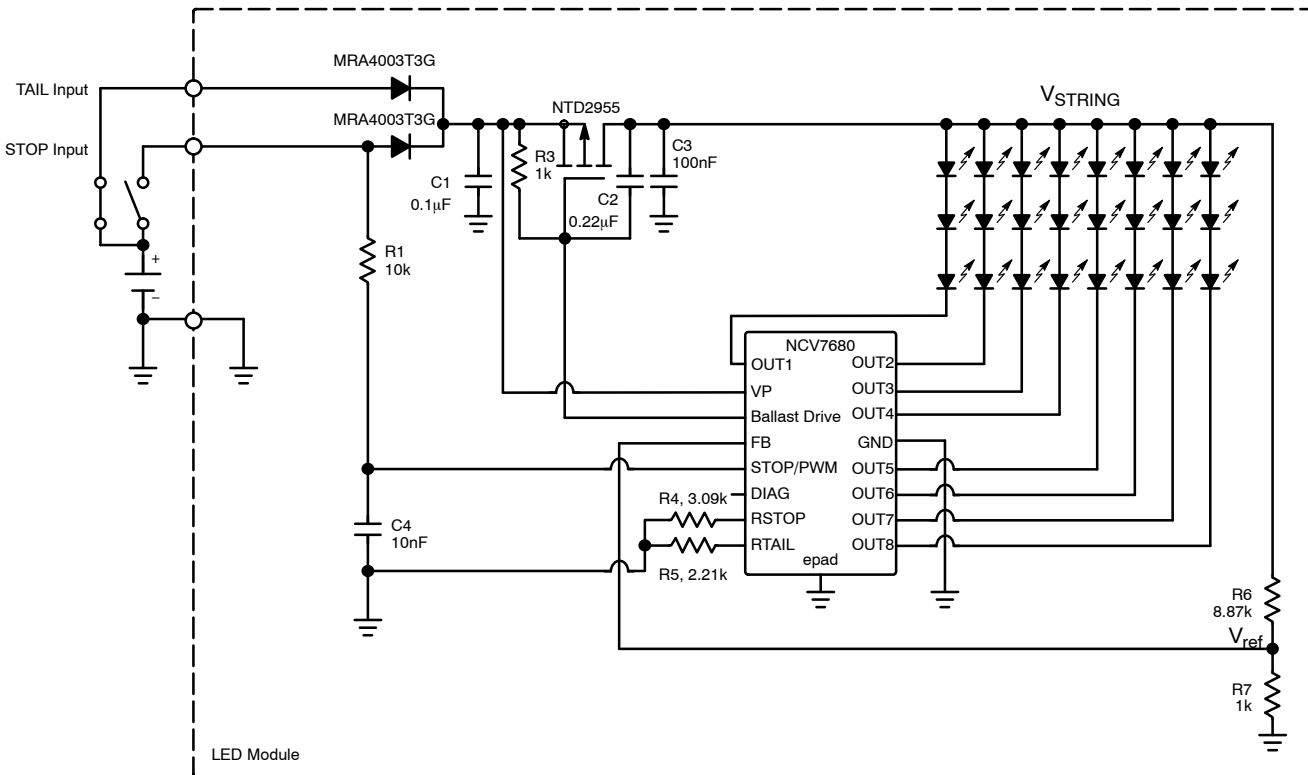 MRA4003T3G
TAIL Input
MRA4003T3G
STOP Input
NTD2955
V_STRING
R3
1k
C3
100nF
C1
0.1μF
C2
0.22μF
R1
10k
+
−
NCV7680
OUT1
OUT2
VP
OUT3
Ballast Drive
OUT4
FB
GND
STOP/PWM
OUT5
DIAG
OUT6
R4, 3.09k
RSTOP
OUT7
RTAIL
OUT8
R5, 2.21k
epad
C4
10nF
R6
8.87k
V_ref
R7
1k
LED Module